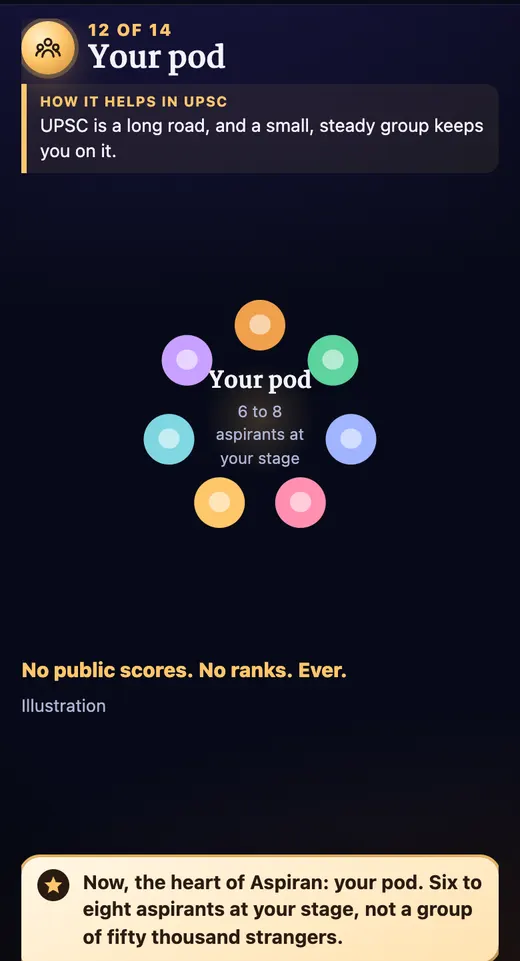 12 OF 14
Your pod
HOW IT HELPS IN UPSC
UPSC is a long road, and a small, steady group keeps
you on it.
Your pod
6 to 8
aspirants at
your stage
No public scores. No ranks. Ever.
Illustration
Now, the heart of Aspiran: your pod. Six to
eight aspirants at your stage, not a group
of fifty thousand strangers.